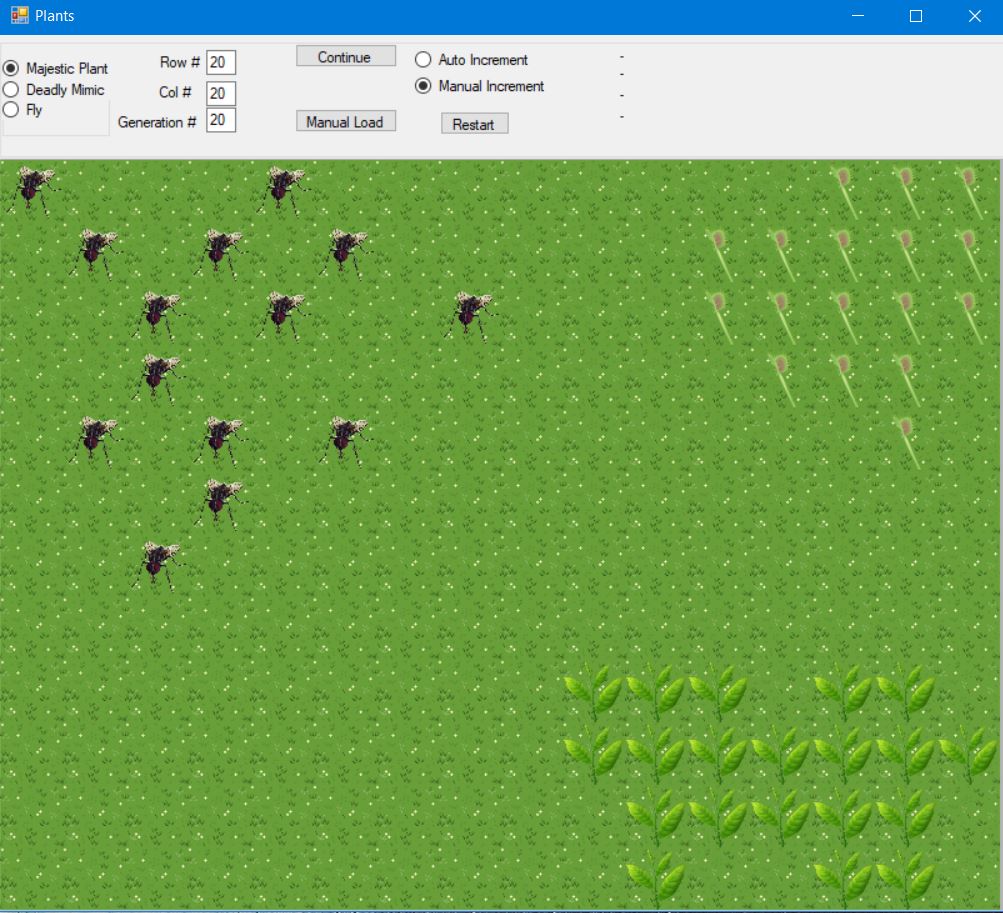 Plants
Majestic Plant
Deadly Mimic
Fly
Row # 20
Col # 20
Generation # 20
Continue
Manual Load
Auto Increment
Manual Increment
Restart
-
-
-
-